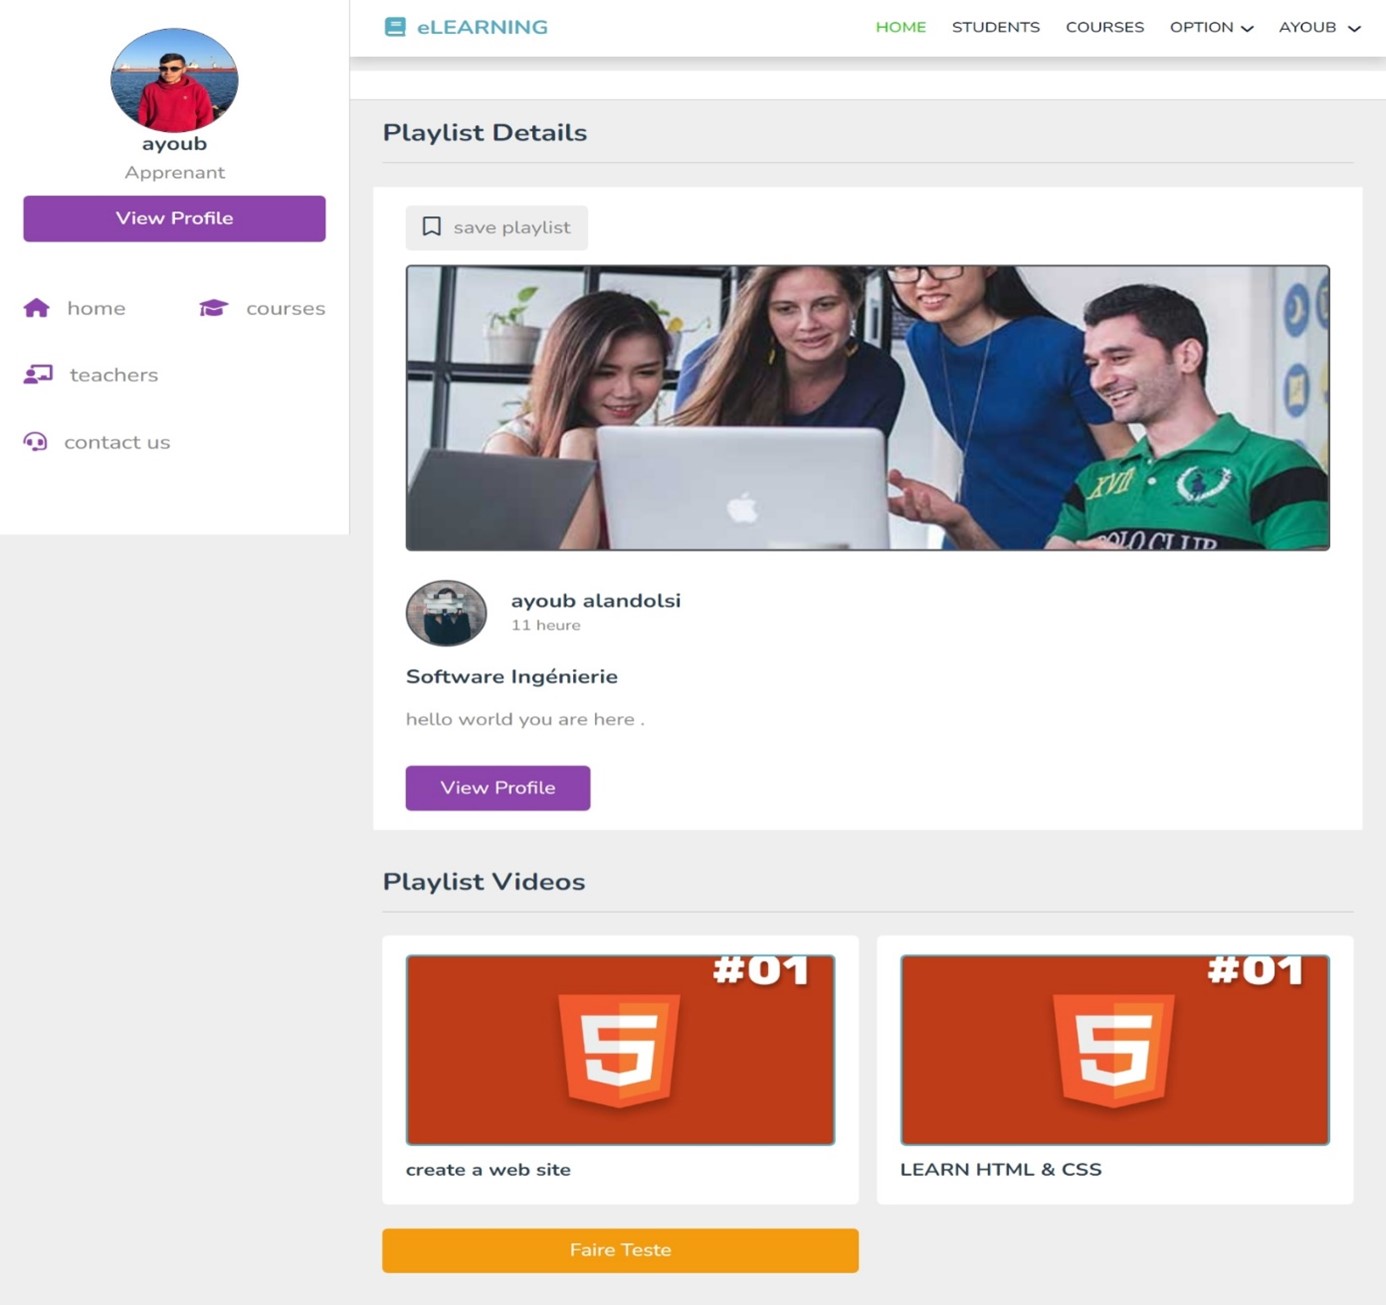 eLEARNING
HOME STUDENTS COURSES OPTION AYOUB
ayoub
Apprenant
View Profile
home courses
teachers
contact us
Playlist Details
save playlist
XVII
POLO CLUB
ayoub alandolsi
11 heure
Software Ingénierie
hello world you are here .
View Profile
Playlist Videos
#01
create a web site
#01
LEARN HTML & CSS
Faire Teste